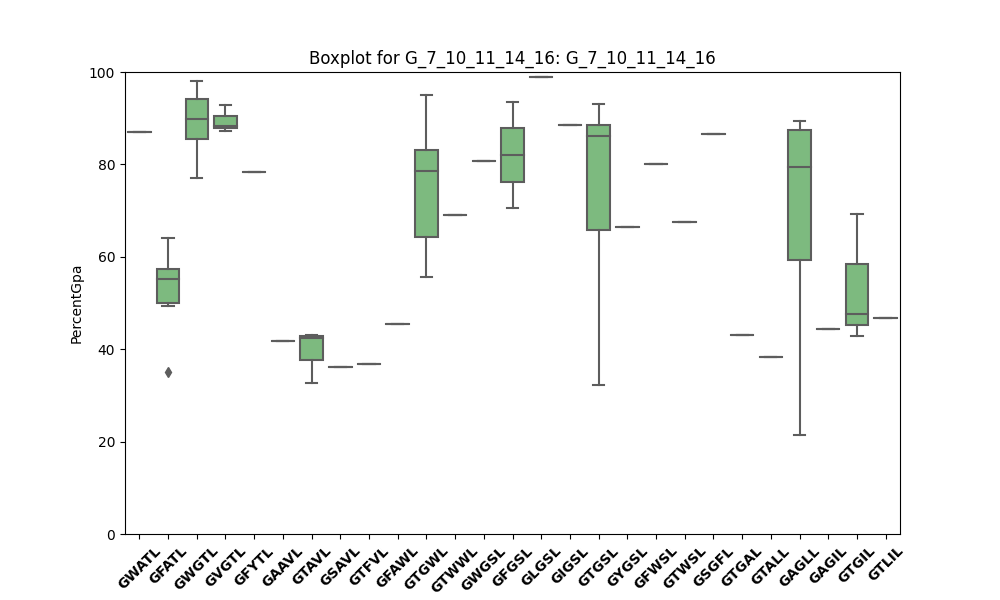 Boxplot for G_7_10_11_14_16: G_7_10_11_14_16
PercentGpa
100
80
60
40
20
0
GWATL
GFATL
GWGTL
GVGTL
GFYTL
GAAVL
GTAVL
GSAVL
GTFVL
GFAWL
GTGWL
GTWWL
GWGSL
GFGSL
GLGSL
GIGSL
GTGSL
GYGSL
GFWSL
GTWSL
GSGFL
GTGAL
GTALL
GAGLL
GAGIL
GTGIL
GTLIL